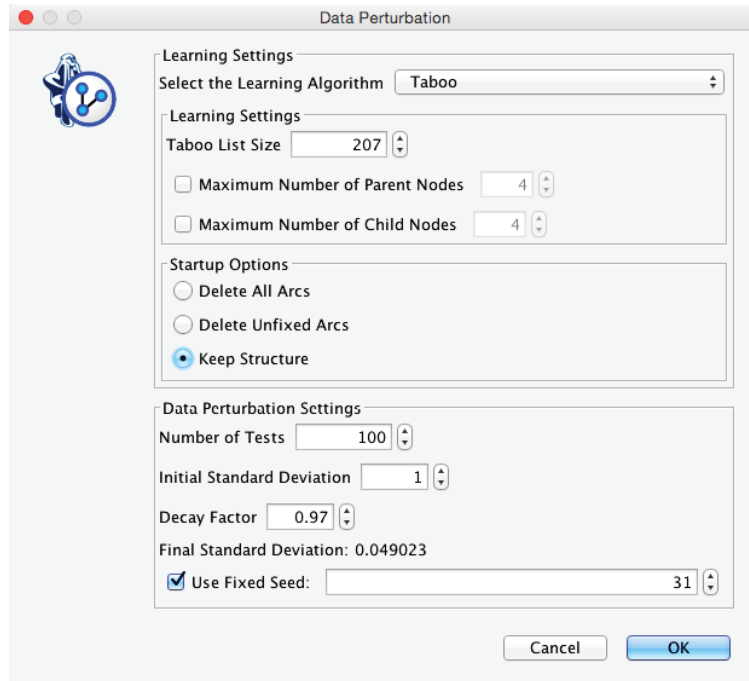 Data Perturbation
Learning Settings
Select the Learning Algorithm Taboo
Learning Settings
Taboo List Size 207
Maximum Number of Parent Nodes 4
Maximum Number of Child Nodes 4
Startup Options
Delete All Arcs
Delete Unfixed Arcs
Keep Structure
Data Perturbation Settings
Number of Tests 100
Initial Standard Deviation 1
Decay Factor 0.97
Final Standard Deviation: 0.049023
Use Fixed Seed: 31
Cancel OK